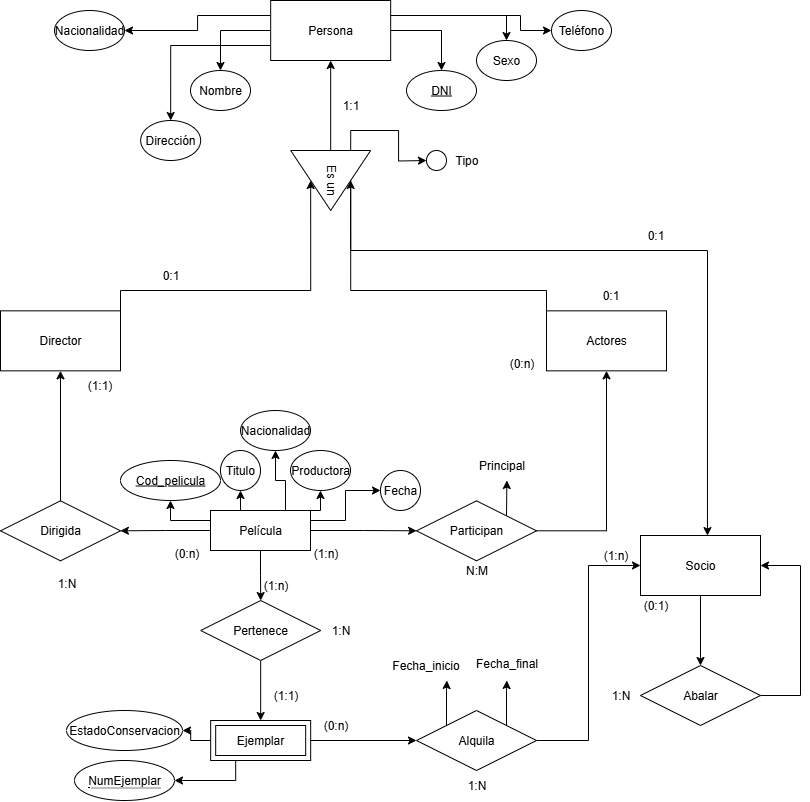 Persona
Nacionalidad
Teléfono
Sexo
Nombre
DNI
1:1
Dirección
Es un
Tipo
0:1
0:1
0:1
Director
Actores
(1:1)
(0:n)
Nacionalidad
Cod_pelicula
Titulo
Productora
Fecha
Principal
Dirigida
Película
Participan
(0:n)
(1:n)
N:M
(1:n)
Socio
1:N
(1:n)
(0:1)
Pertenece
1:N
Fecha_inicio
Fecha_final
(1:1)
1:N
Abalar
EstadoConservacion
Ejemplar
(0:n)
Alquila
NumEjemplar
1:N